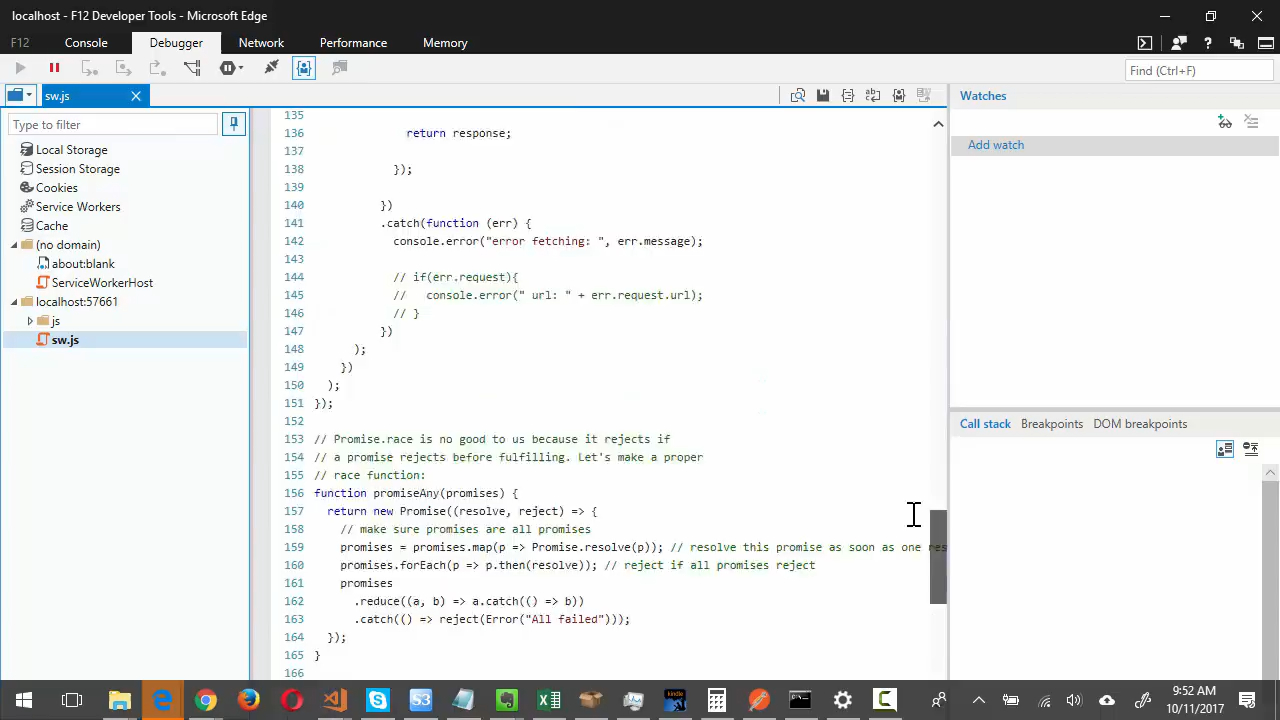 localhost - F12 Developer Tools - Microsoft Edge
F12 Console Debugger Network Performance Memory
Find (Ctrl+F)
sw.js
Type to filter
Local Storage
Session Storage
Cookies
Service Workers
Cache
(no domain)
about:blank
ServiceWorkerHost
localhost:57661
js
sw.js
135
136 return response;
137
138 });
139
140 })
141 .catch(function (err) {
142 console.error("error fetching: ", err.message);
143
144 // if(err.request){
145 // console.error(" url: " + err.request.url);
146 // }
147 })
148 );
149 })
150 );
151 });
152
153 // Promise.race is no good to us because it rejects if
154 // a promise rejects before fulfilling. Let's make a proper
155 // race function:
156 function promiseAny(promises) {
157 return new Promise((resolve, reject) => {
158 // make sure promises are all promises
159 promises = promises.map(p => Promise.resolve(p)); // resolve this promise as soon as one res
160 promises.forEach(p => p.then(resolve)); // reject if all promises reject
161 promises
162 .reduce((a, b) => a.catch(() => b))
163 .catch(() => reject(Error("All failed")));
164 });
165 }
166
Watches
Add watch
Call stack Breakpoints DOM breakpoints
9:52 AM
10/11/2017